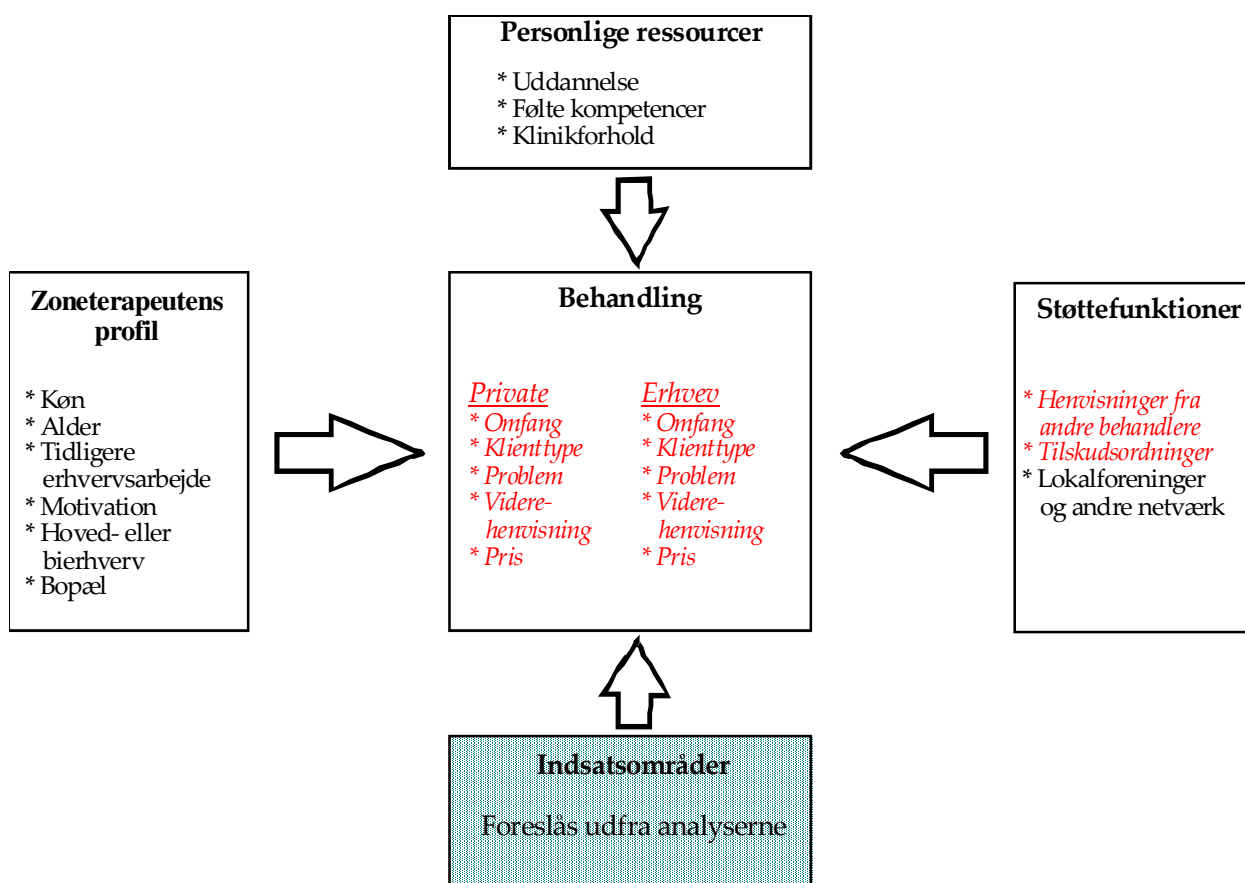 Personlige ressourcer
* Uddannelse
* Følte kompetencer
* Klinikforhold
Zoneterapeutens
profil
* Køn
* Alder
* Tidligere
erhvervsarbejde
* Motivation
* Hoved- eller
bierhverv
* Bopæl
Behandling
Private
* Omfang
* Klienttype
* Problem
* Videre-
henvisning
* Pris
Erhvev
* Omfang
* Klienttype
* Problem
* Videre-
henvisning
* Pris
Støttefunktioner
* Henvisninger fra
andre behandlere
* Tilskudsordninger
* Lokalforeninger
og andre netværk
Indsatsområder
Foreslås udfra analyserne